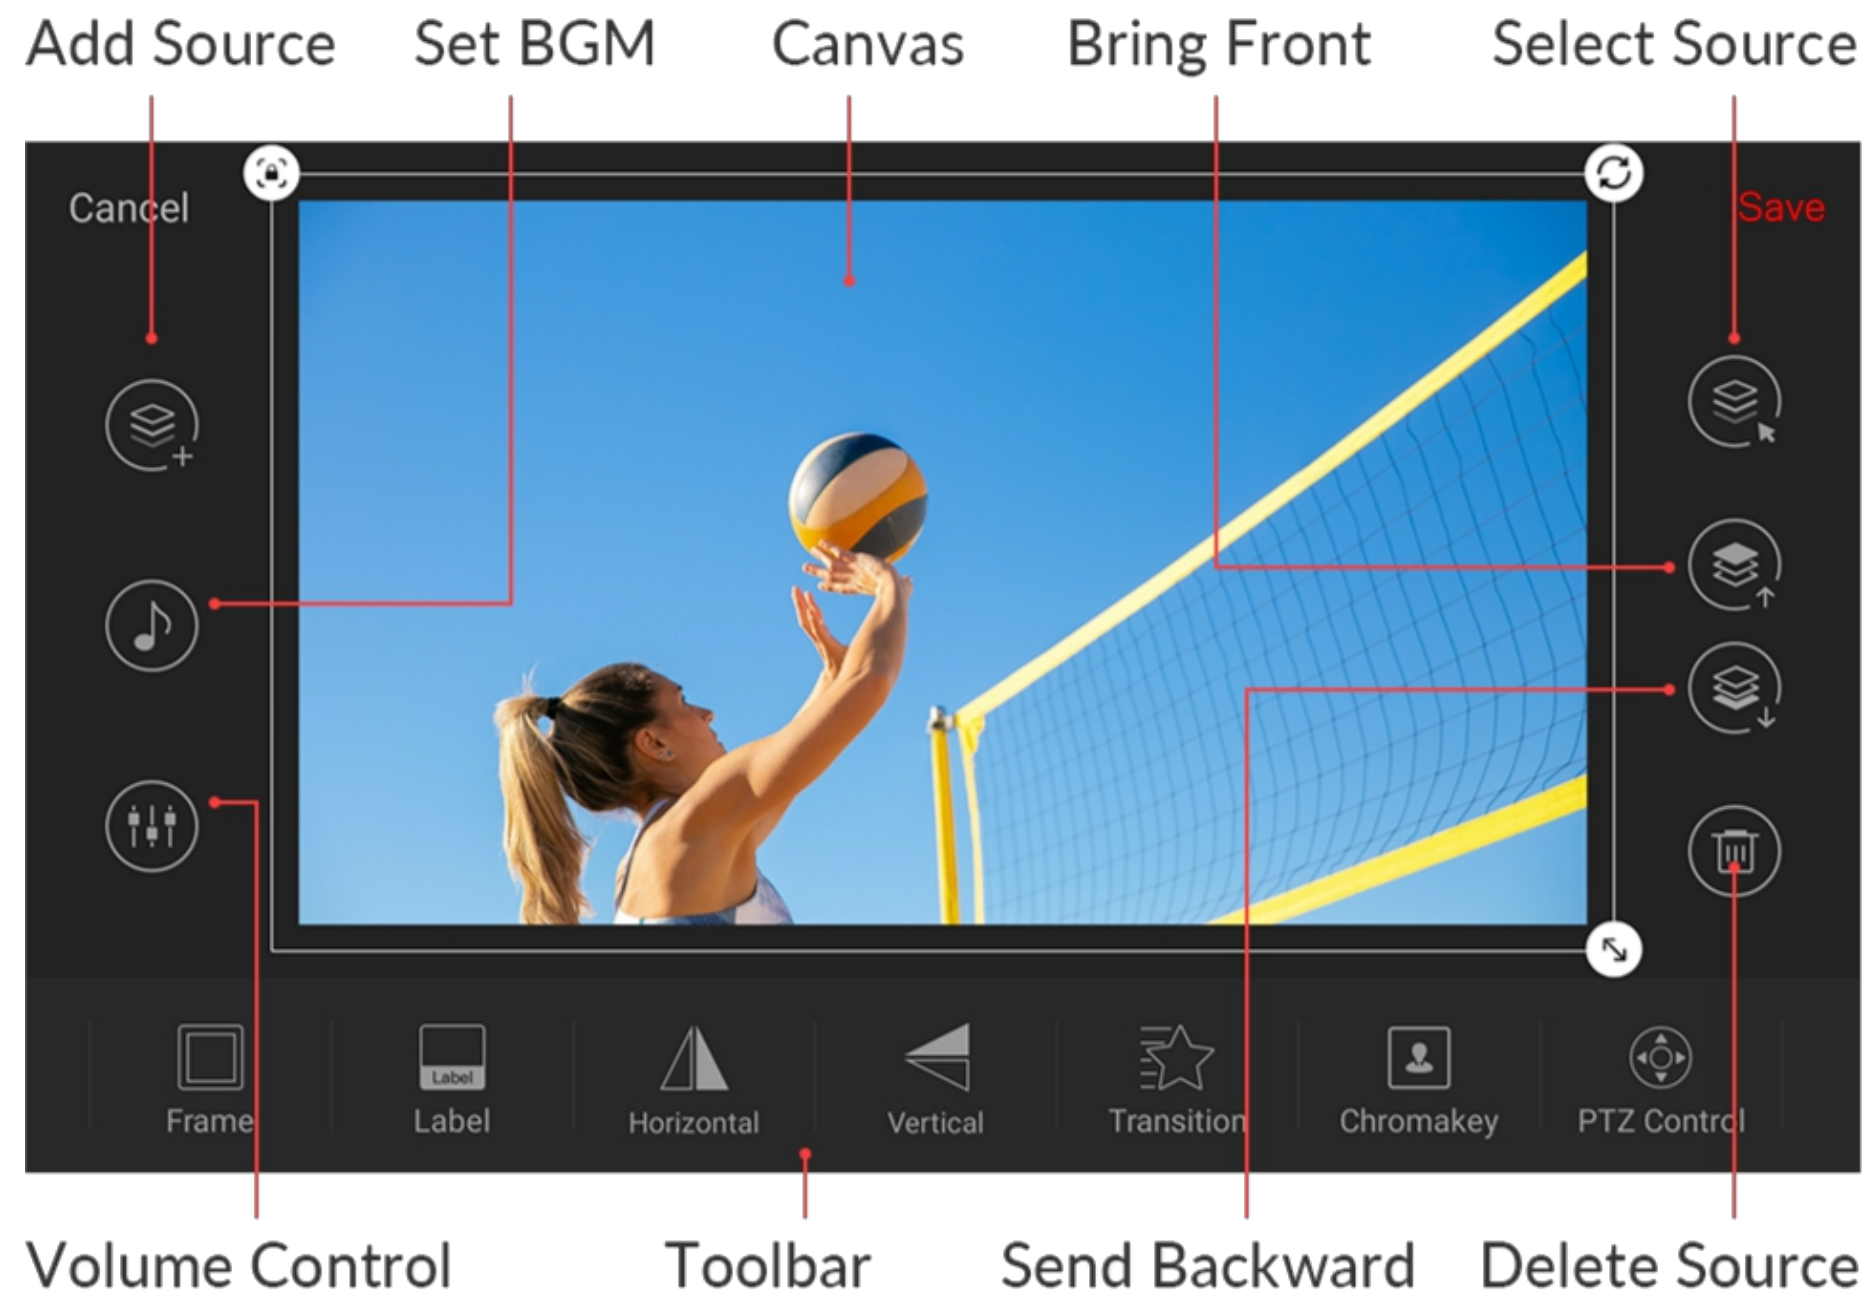 Add Source Set BGM Canvas Bring Front Select Source
Cancel Save
Label
Frame Label Horizontal Vertical Transition Chromakey PTZ Control
Volume Control Toolbar Send Backward Delete Source